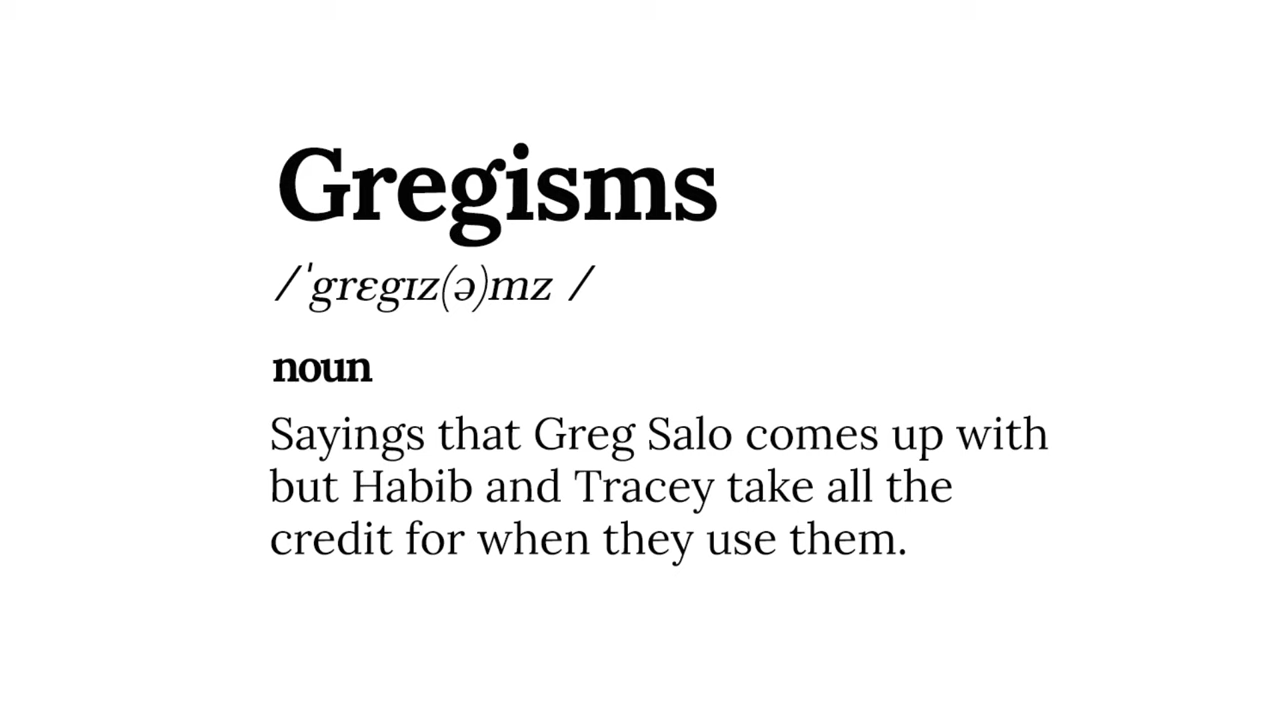 Gregisms
/ˈgrɛgɪz(ə)mz /
noun
Sayings that Greg Salo comes up with
but Habib and Tracey take all the
credit for when they use them.